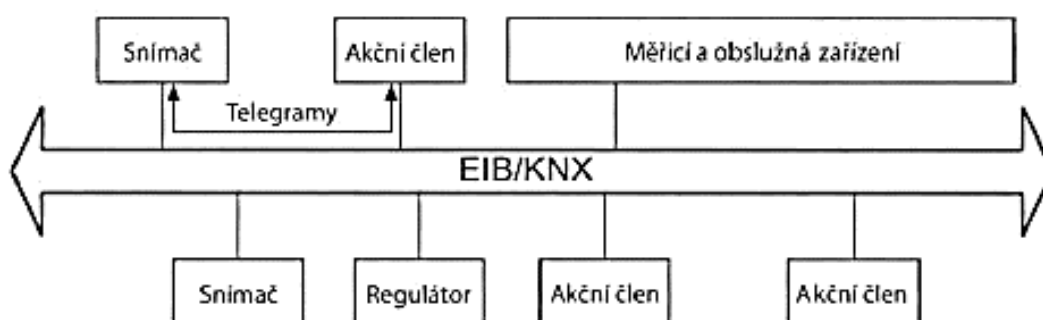 Snímač
Akční člen
Měřicí a obslužná zařízení
Telegramy
EIB/KNX
Snímač
Regulátor
Akční člen
Akční člen